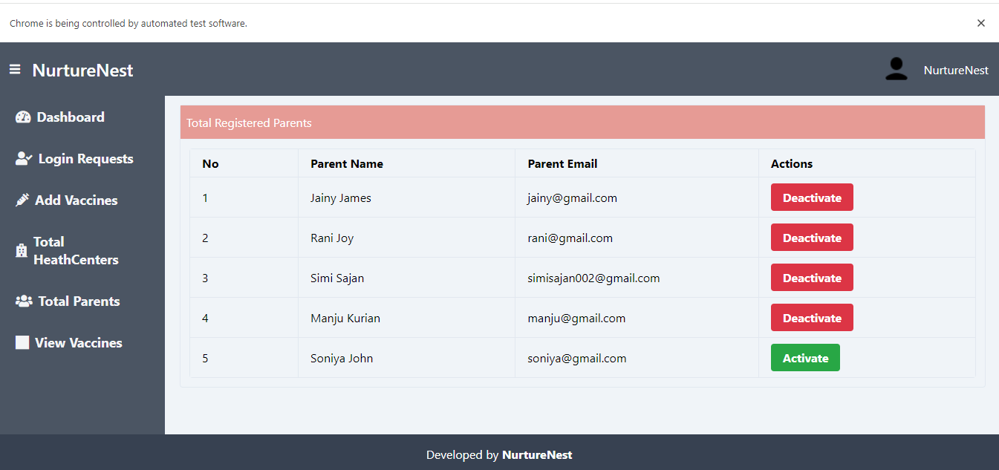 Chrome is being controlled by automated test software.
NurtureNest
NurtureNest
Dashboard
Login Requests
Add Vaccines
Total
HeathCenters
Total Parents
View Vaccines
Total Registered Parents
No Parent Name Parent Email Actions
1 Jainy James jainy@gmail.com Deactivate
2 Rani Joy rani@gmail.com Deactivate
3 Simi Sajan simisajan002@gmail.com Deactivate
4 Manju Kurian manju@gmail.com Deactivate
5 Soniya John soniya@gmail.com Activate
Developed by NurtureNest